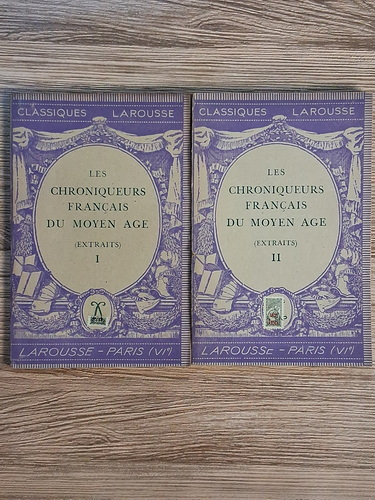 CLASSIQUES LAROUSSE
LES
CHRONIQUEURS
FRANÇAIS
DU MOYEN AGE
(EXTRAITS)
I
LAROUSSE - PARIS (VIe)
CLASSIQUES LAROUSSE
LES
CHRONIQUEURS
FRANÇAIS
DU MOYEN AGE
(EXTRAITS)
II
LAROUSSE - PARIS (VIe)